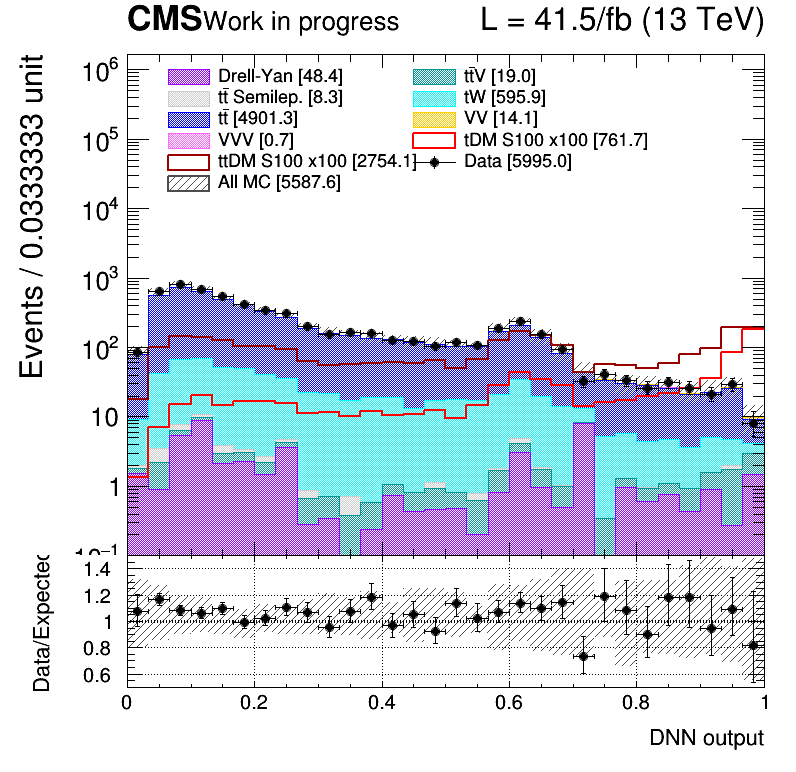 CMS Work in progress L = 41.5/fb (13 TeV)
Events / 0.0333333 unit
10⁶
10⁵
10⁴
10³
10²
10
1
10⁻¹
Drell-Yan [48.4] tt̄V [19.0]
tt̄ Semilep. [8.3] tW [595.9]
tt̄ [4901.3] VV [14.1]
VVV [0.7] tDM S100 x100 [761.7]
ttDM S100 x100 [2754.1] Data [5995.0]
All MC [5587.6]
Data/Expected
1.4
1.2
1
0.8
0.6
0 0.2 0.4 0.6 0.8 1
DNN output